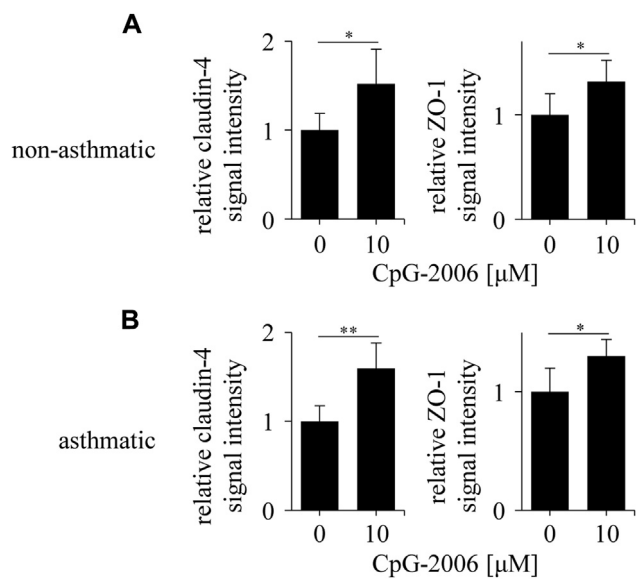 A
non-asthmatic
relative claudin-4
signal intensity
2
1
0
*
0 10
relative ZO-1
signal intensity
1
0
*
0 10
CpG-2006 [μM]
B
asthmatic
relative claudin-4
signal intensity
2
1
0
**
0 10
relative ZO-1
signal intensity
1
0
*
0 10
CpG-2006 [μM]